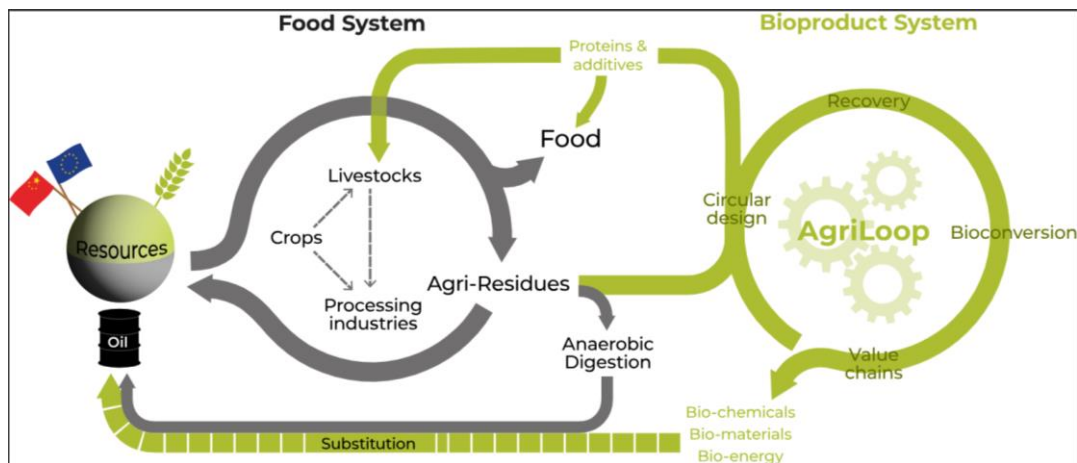 Food System
Bioproduct System
Proteins &
additives
Recovery
Food
Livestocks
Circular
design
AgriLoop
Bioconversion
Resources
Crops
Agri-Residues
Processing
industries
Oil
Anaerobic
Digestion
Value
chains
Bio-chemicals
Bio-materials
Bio-energy
Substitution